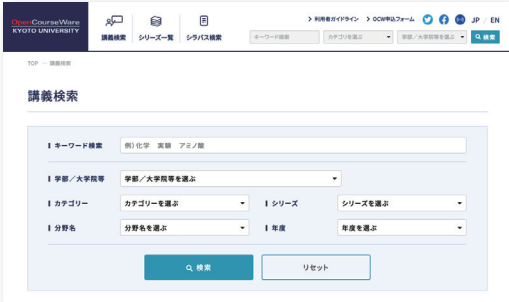 OpenCourseWare
KYOTO UNIVERSITY
講義検索
シリーズ一覧
シラバス検索
> 利用者ガイドライン > OCW申込フォーム
JP / EN
キーワード検索
カテゴリを選ぶ
学部/大学院等を選ぶ
検索
TOP − 講義検索
講義検索
キーワード検索 例)化学 実験 アミノ酸
学部/大学院等 学部/大学院等を選ぶ
カテゴリー カテゴリーを選ぶ シリーズ シリーズを選ぶ
分野名 分野名を選ぶ 年度 年度を選ぶ
検索 リセット